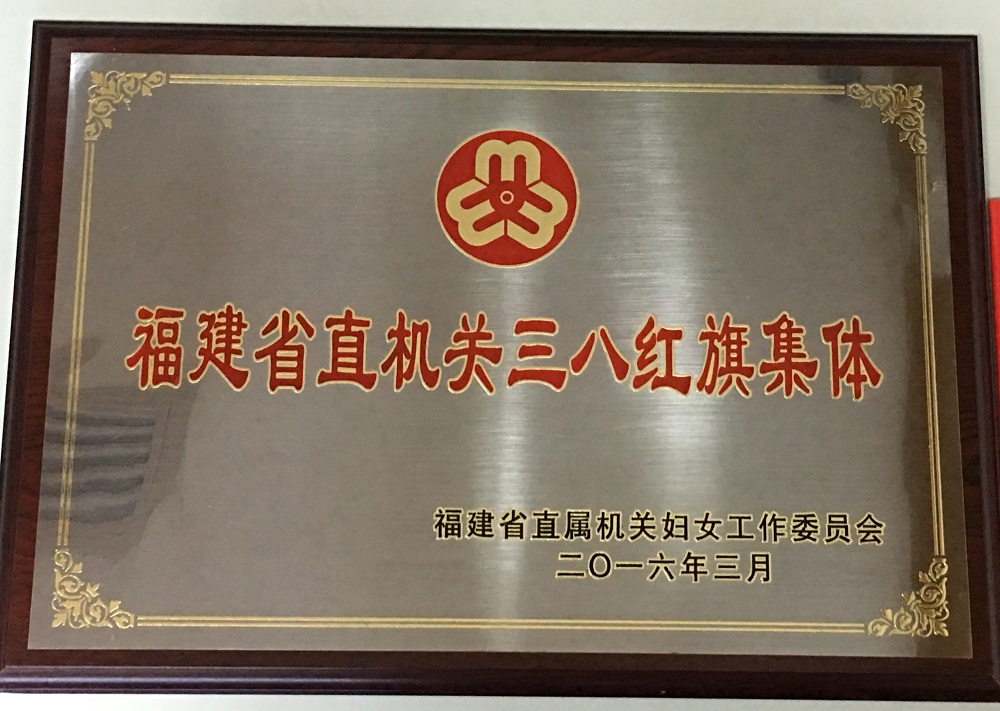 福建省直机关三八红旗集体
福建省直属机关妇女工作委员会
二〇一六年三月